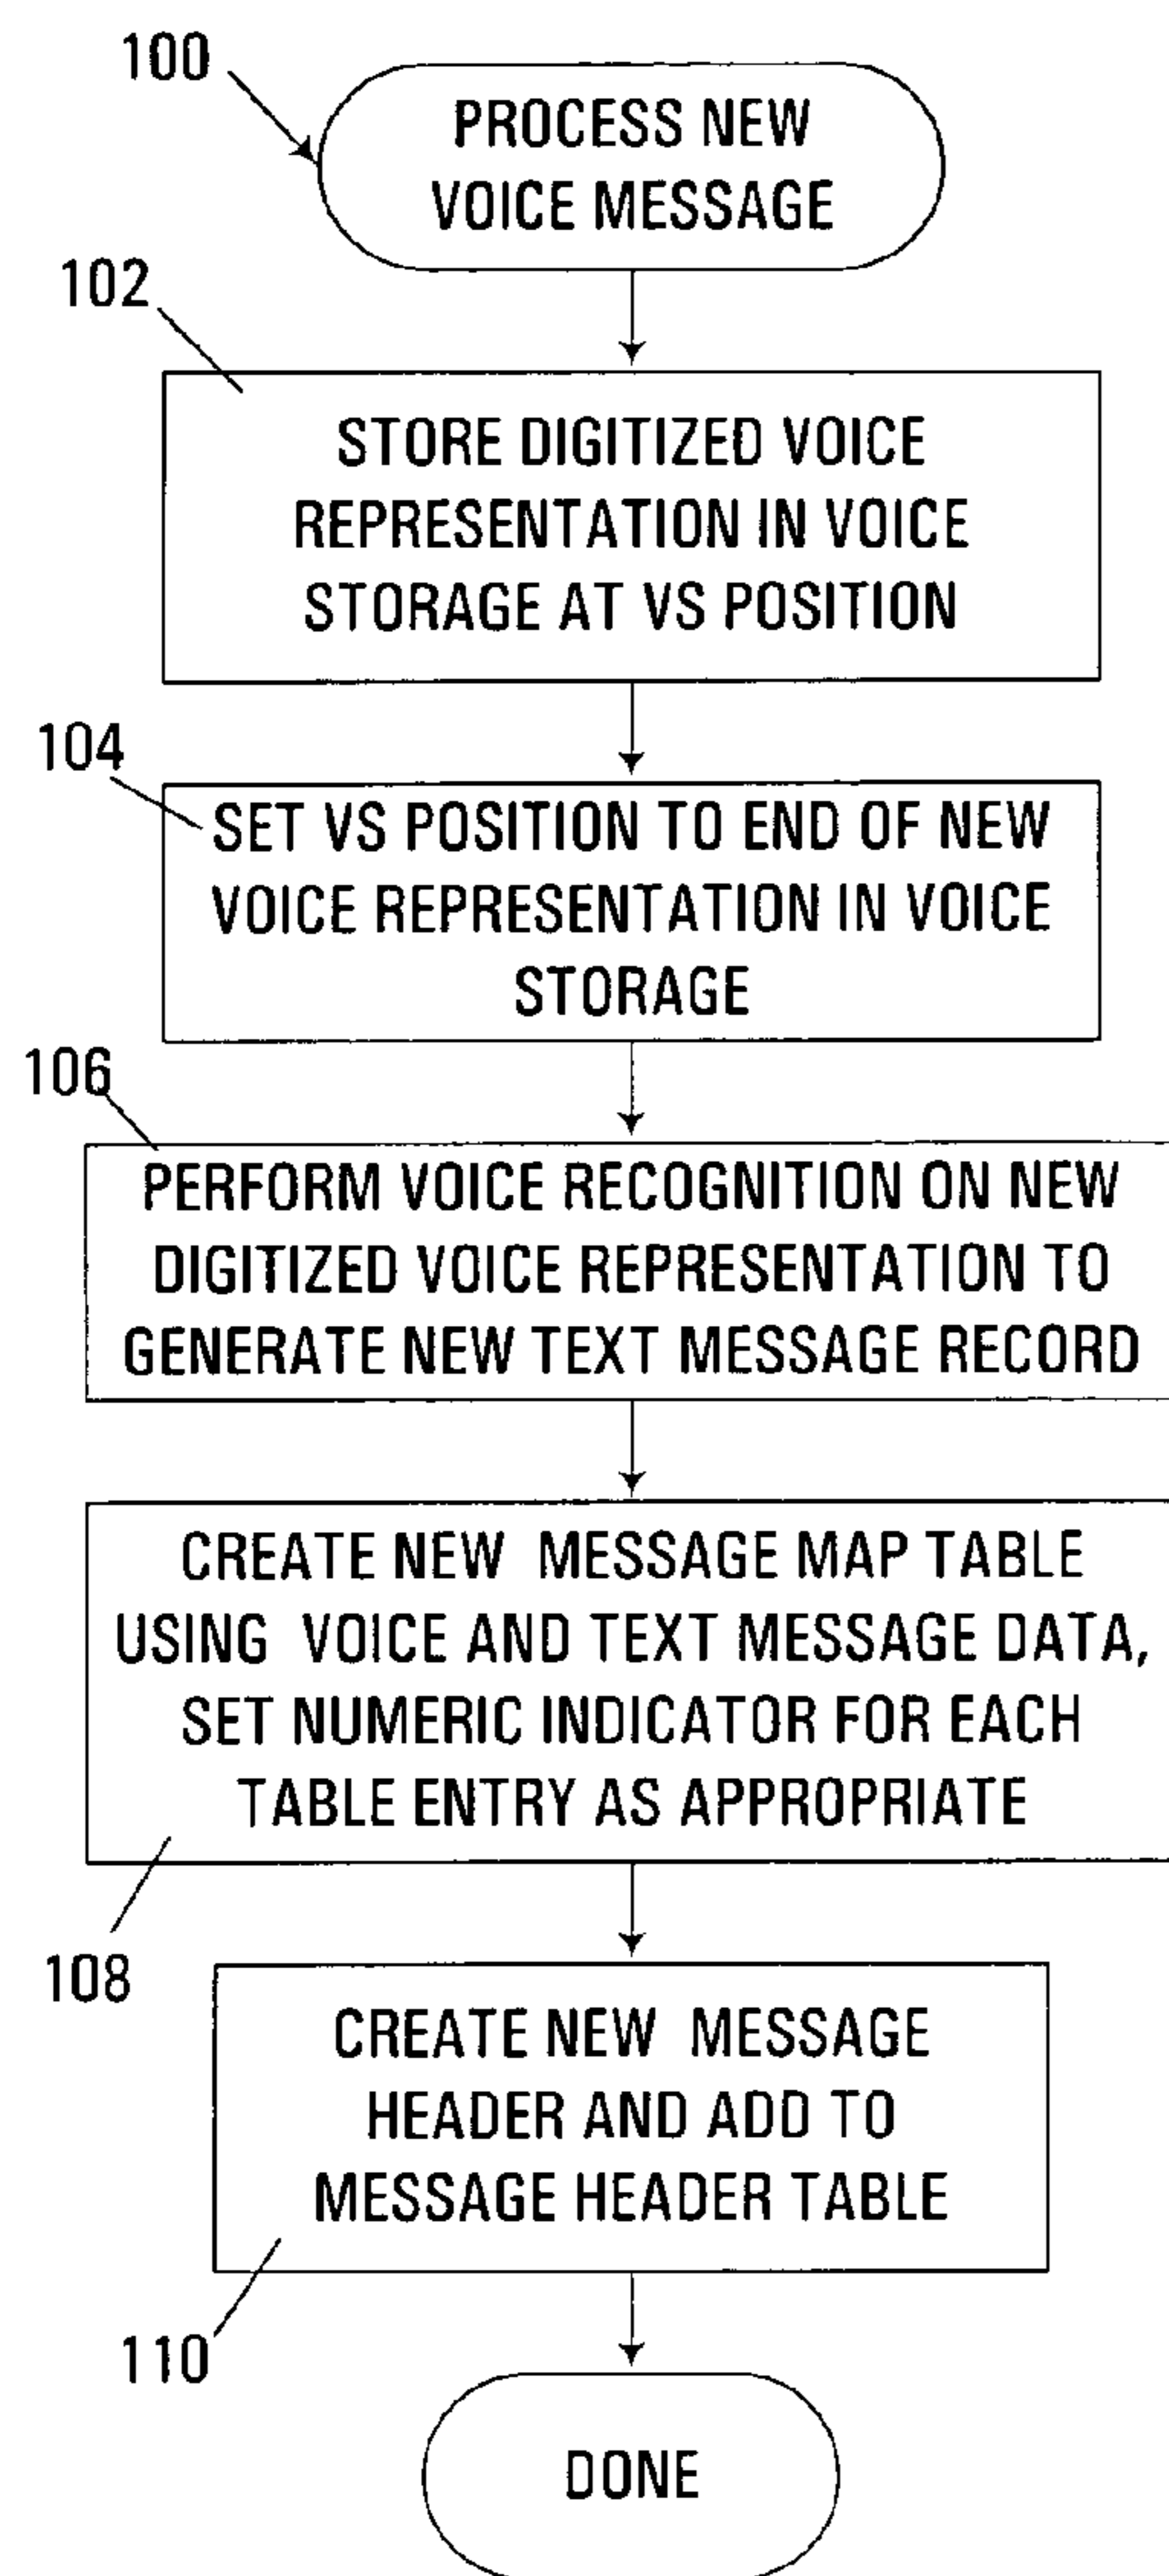 100
PROCESS NEW
VOICE MESSAGE
102
STORE DIGITIZED VOICE
REPRESENTATION IN VOICE
STORAGE AT VS POSITION
104
SET VS POSITION TO END OF NEW
VOICE REPRESENTATION IN VOICE
STORAGE
106
PERFORM VOICE RECOGNITION ON NEW
DIGITIZED VOICE REPRESENTATION TO
GENERATE NEW TEXT MESSAGE RECORD
CREATE NEW MESSAGE MAP TABLE
USING VOICE AND TEXT MESSAGE DATA,
SET NUMERIC INDICATOR FOR EACH
TABLE ENTRY AS APPROPRIATE
108
CREATE NEW MESSAGE
HEADER AND ADD TO
MESSAGE HEADER TABLE
110
DONE